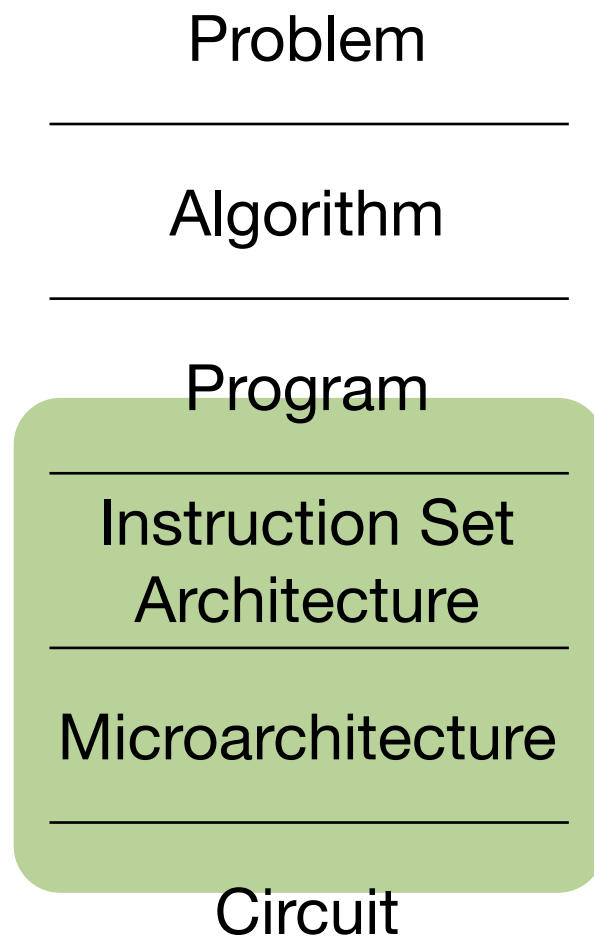 Problem
Algorithm
Program
Instruction Set
Architecture
Microarchitecture
Circuit